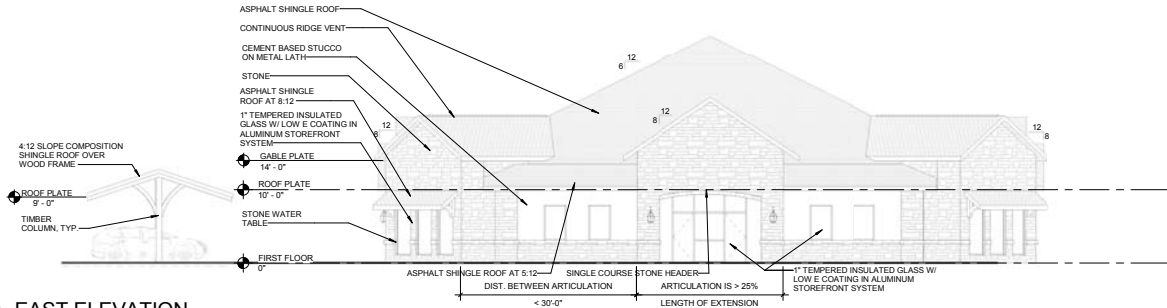 ASPHALT SHINGLE ROOF
CONTINUOUS RIDGE VENT
CEMENT BASED STUCCO
ON METAL LATH
STONE
ASPHALT SHINGLE
ROOF AT 8:12
1" TEMPERED INSULATED
GLASS W/ LOW E COATING IN
ALUMINUM STOREFRONT
SYSTEM
12
6
12
8
12
8
12
8
GABLE PLATE
14' - 0"
4:12 SLOPE COMPOSITION
SHINGLE ROOF OVER
WOOD FRAME
ROOF PLATE
9' - 0"
ROOF PLATE
10' - 0"
TIMBER
COLUMN, TYP.
STONE WATER
TABLE
FIRST FLOOR
0"
ASPHALT SHINGLE ROOF AT 5:12
SINGLE COURSE STONE HEADER
1" TEMPERED INSULATED GLASS W/
LOW E COATING IN ALUMINUM
STOREFRONT SYSTEM
DIST. BETWEEN ARTICULATION
< 30'-0"
ARTICULATION IS > 25%
LENGTH OF EXTENSION
EAST ELEVATION